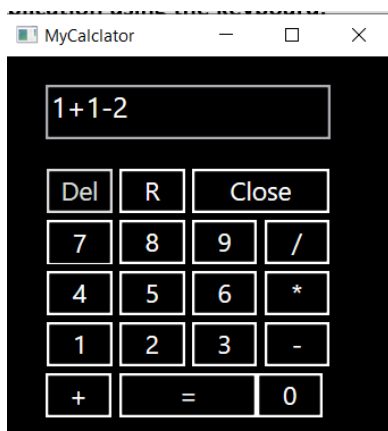 MyCalclator
1+1-2
Del R Close
7 8 9 /
4 5 6 *
1 2 3 -
+ = 0